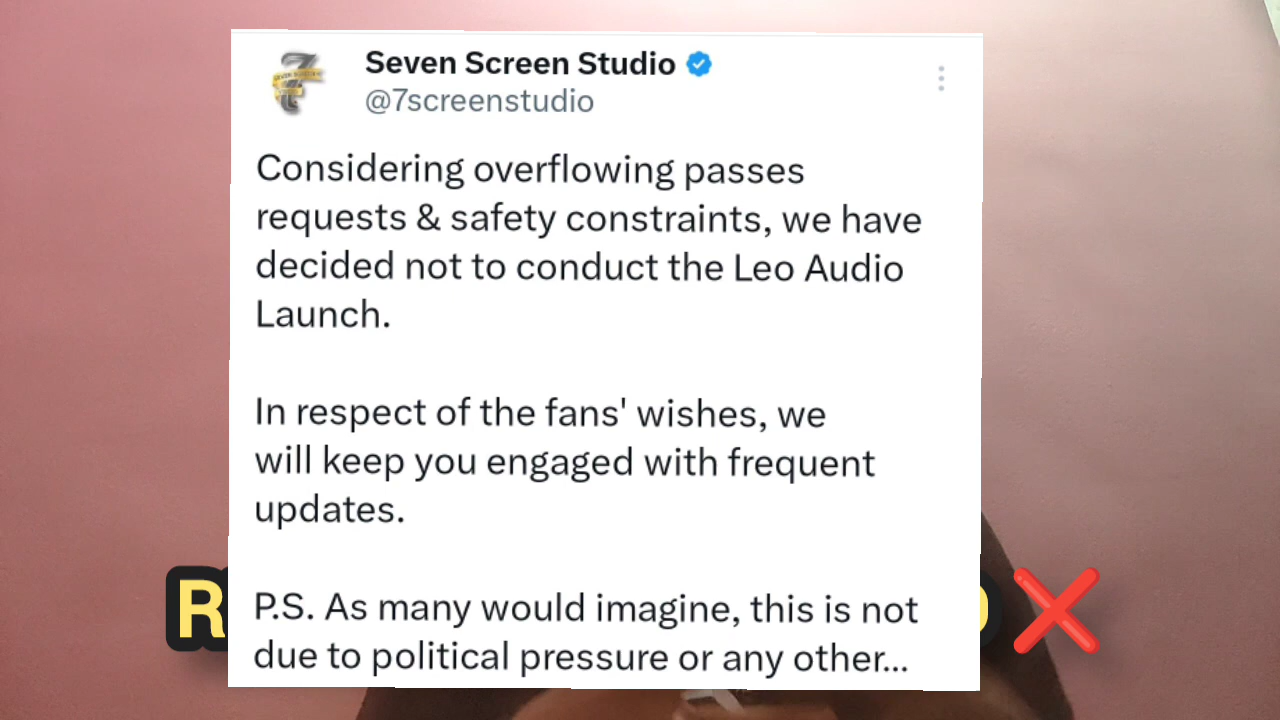 Seven Screen Studio
@7screenstudio
Considering overflowing passes
requests & safety constraints, we have
decided not to conduct the Leo Audio
Launch.
In respect of the fans' wishes, we
will keep you engaged with frequent
updates.
P.S. As many would imagine, this is not
due to political pressure or any other...